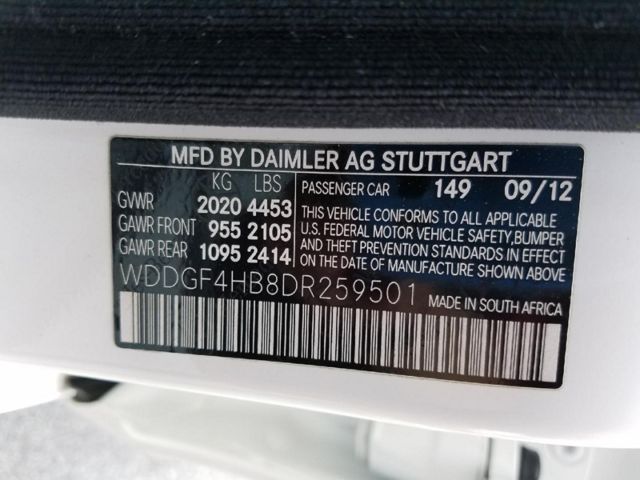 MFD BY DAIMLER AG STUTTGART
KG LBS
GVWR 2020 4453
GAWR FRONT 955 2105
GAWR REAR 1095 2414
PASSENGER CAR 149 09/12
THIS VEHICLE CONFORMS TO ALL APPLICABLE
U.S. FEDERAL MOTOR VEHICLE SAFETY, BUMPER
AND THEFT PREVENTION STANDARDS IN EFFECT
ON THE DATE OF MANUFACTURE SHOWN ABOVE.
WDDGF4HB8DR259501
MADE IN SOUTH AFRICA